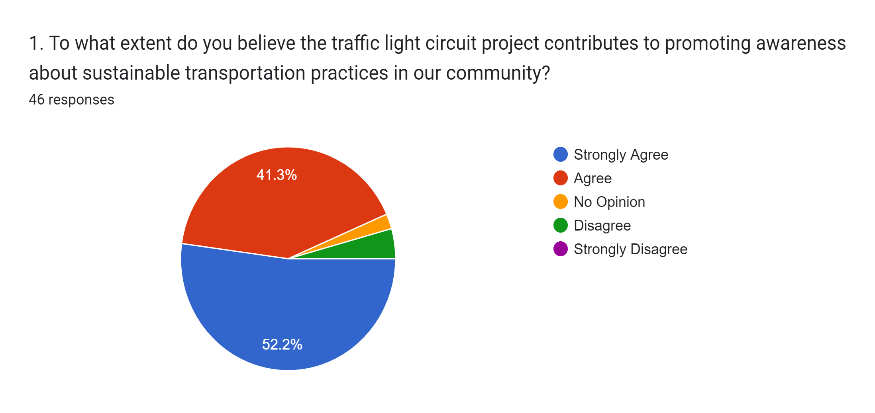 1. To what extent do you believe the traffic light circuit project contributes to promoting awareness
about sustainable transportation practices in our community?
46 responses
41.3%
52.2%
Strongly Agree
Agree
No Opinion
Disagree
Strongly Disagree